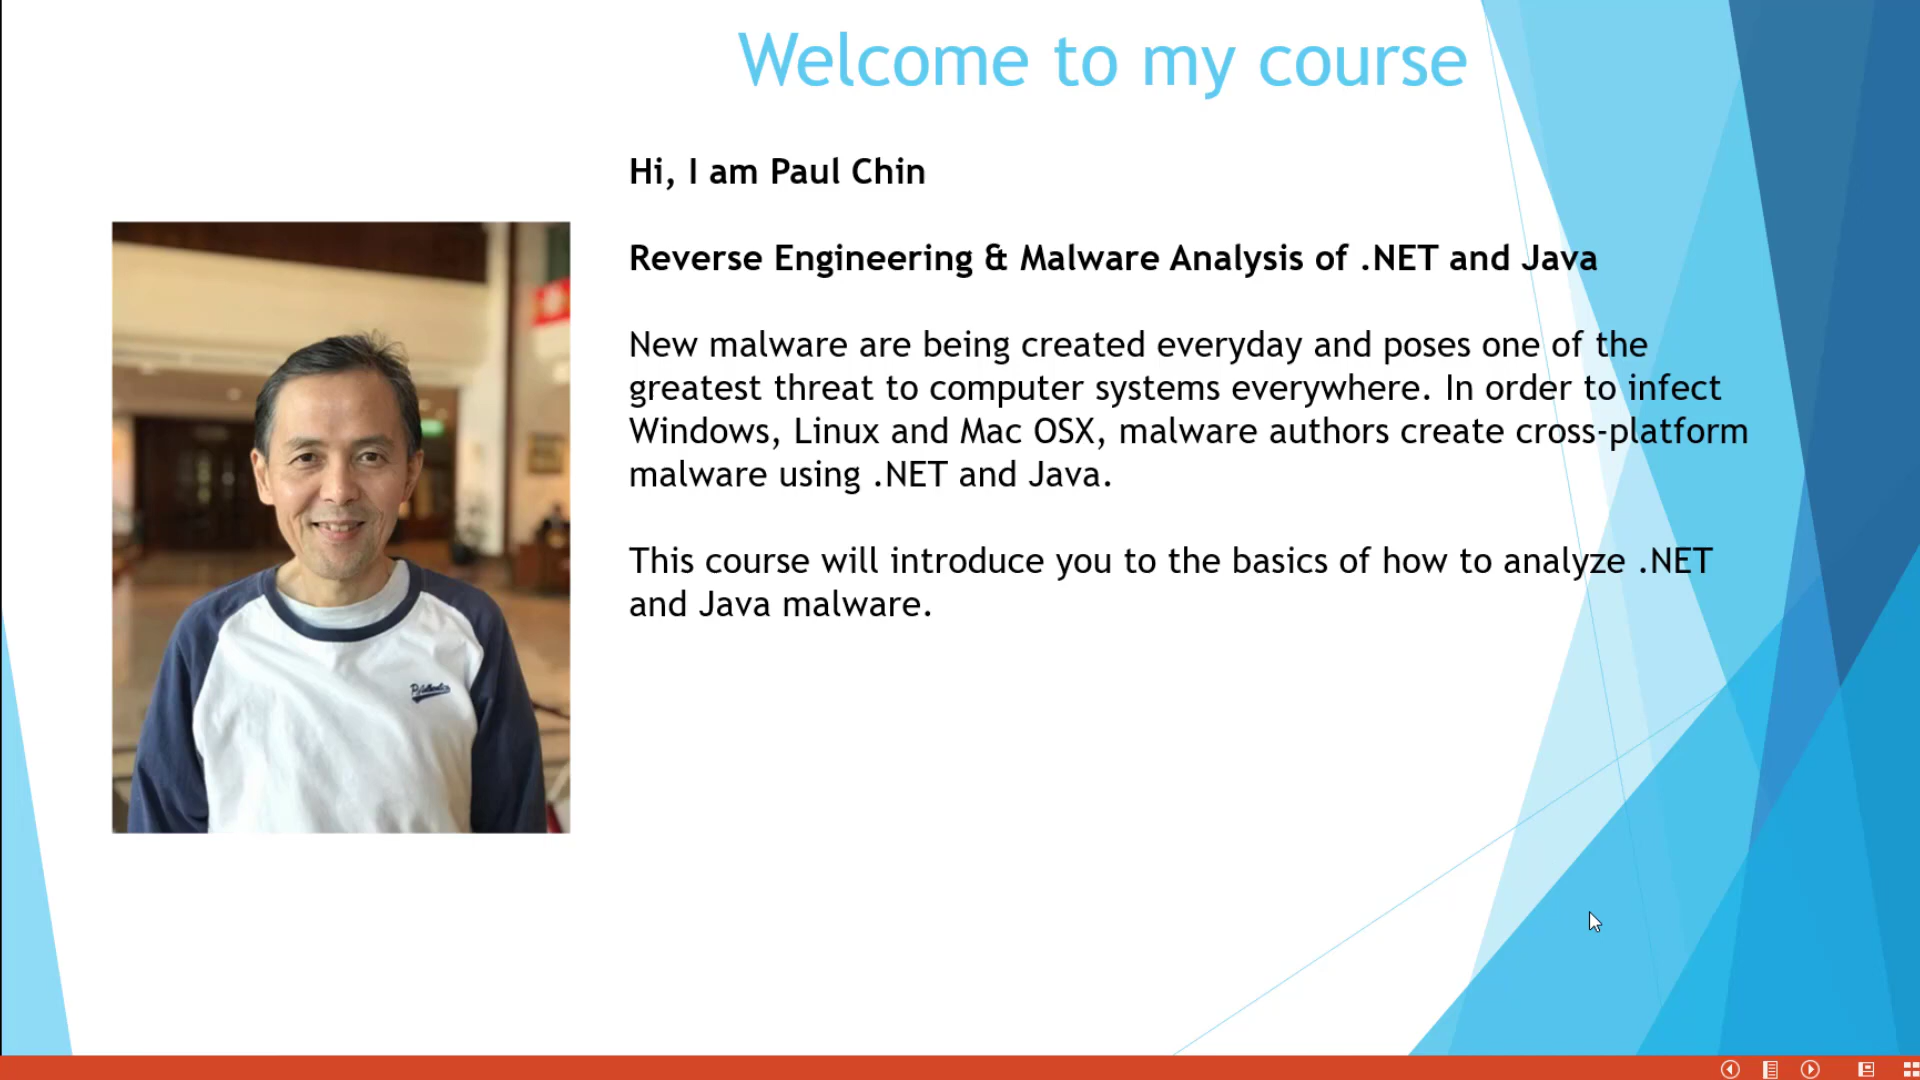 Welcome to my course
Hi, I am Paul Chin
Reverse Engineering & Malware Analysis of .NET and Java
New malware are being created everyday and poses one of the
greatest threat to computer systems everywhere. In order to infect
Windows, Linux and Mac OSX, malware authors create cross-platform
malware using .NET and Java.
This course will introduce you to the basics of how to analyze .NET
and Java malware.